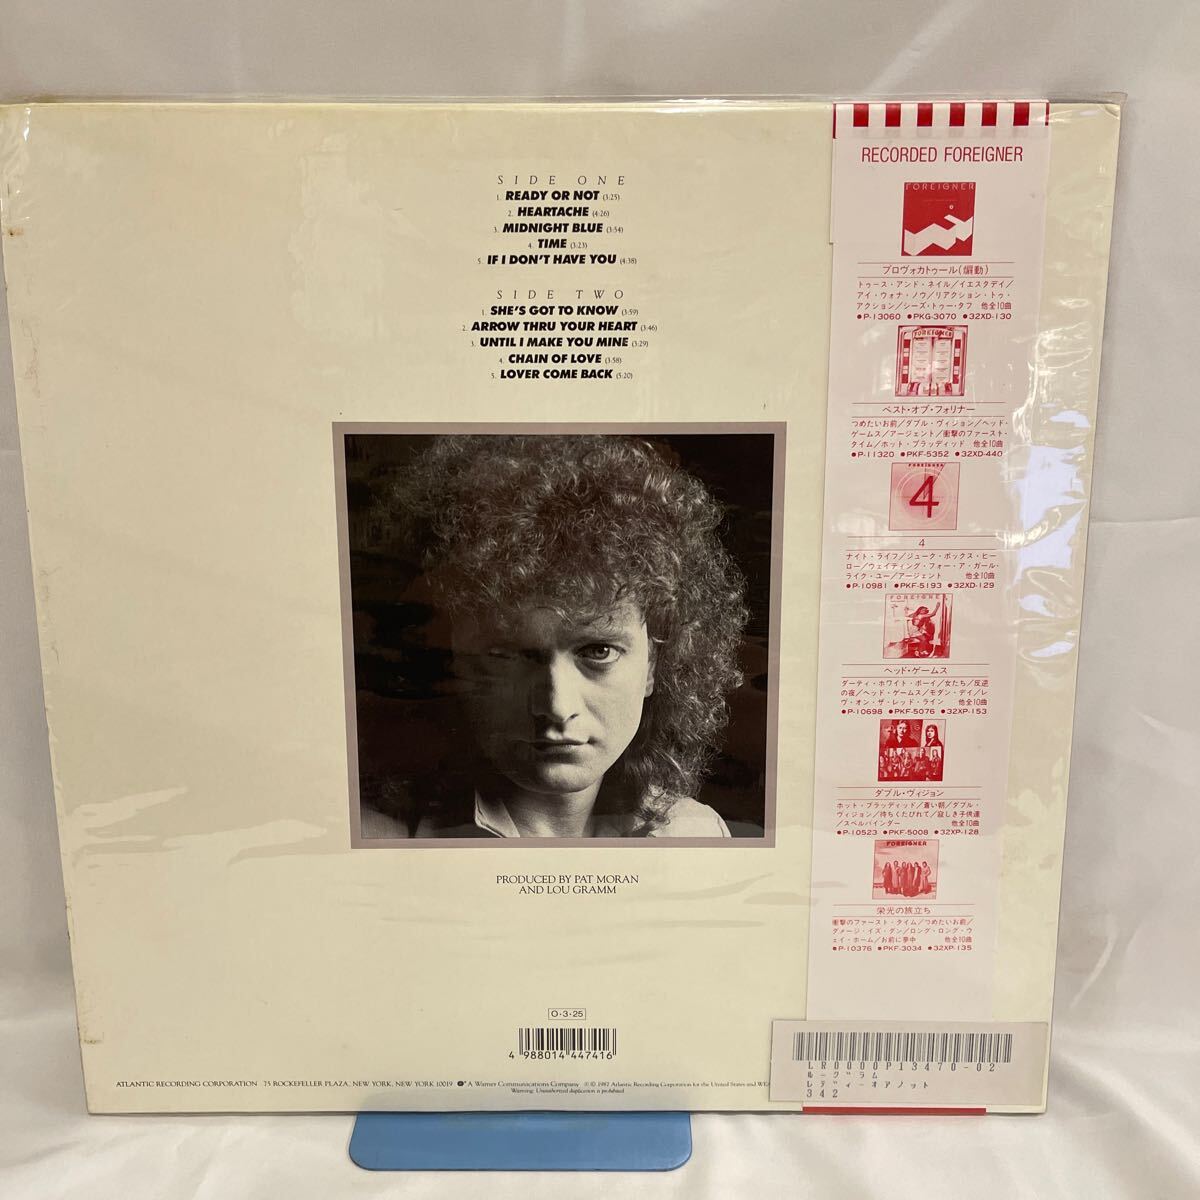 SIDE ONE
1. READY OR NOT (3:25)
2. HEARTACHE (4:26)
3. MIDNIGHT BLUE (3:54)
4. TIME (3:23)
5. IF I DON'T HAVE YOU (4:38)
SIDE TWO
1. SHE'S GOT TO KNOW (3:59)
2. ARROW THRU YOUR HEART (3:46)
3. UNTIL I MAKE YOU MINE (3:29)
4. CHAIN OF LOVE (3:58)
5. LOVER COME BACK (5:20)
PRODUCED BY PAT MORAN
AND LOU GRAMM
O・3・25
4 988014 447416
ATLANTIC RECORDING CORPORATION 75 ROCKEFELLER PLAZA, NEW YORK, NEW YORK 10019 A Warner Communications Company ℗ © 1987 Atlantic Recording Corporation for the United States and WEA
Warning: Unauthorized duplication is prohibited.
RECORDED FOREIGNER
FOREIGNER
プロヴォカトゥール(煽動)
トゥース・アンド・ネイル/イエスタデイ/
アイ・ウォナ・ノウ/リアクション・トゥ・
アクション/シーズ・トゥー・タフ 他全10曲
●P-13060 ●PKG-3070 ●32XD-130
FOREIGNER
ベスト・オブ・フォリナー
つめたいお前/ダブル・ヴィジョン/ヘッド・
ゲームス/アージェント/衝撃のファースト・
タイム/ホット・ブラッディッド 他全10曲
●P-11320 ●PKF-5352 ●32XD-440
FOREIGNER
4
4
ナイト・ライフ/ジューク・ボックス・ヒー
ロー/ウェイティング・フォー・ア・ガール・
ライク・ユー/アージェント 他全10曲
●P-10981 ●PKF-5193 ●32XD-129
FOREIGNER
ヘッド・ゲームス
ダーティ・ホワイト・ボーイ/女たち/反逆
の夜/ヘッド・ゲームス/モダン・デイ/レ
ヴ・オン・ザ・レッド・ライン 他全10曲
●P-10698 ●PKF-5076 ●32XP-153
ダブル・ヴィジョン
ホット・ブラッディッド/蒼い朝/ダブル・
ヴィジョン/待ちくたびれて/寂しき子供達
/スペルバインダー 他全10曲
●P-10523 ●PKF-5008 ●32XP-128
FOREIGNER
栄光の旅立ち
衝撃のファースト・タイム/つめたいお前/
ダメージ・イズ・ダン/ロング・ロング・ウ
ェイ・ホーム/お前に夢中 他全10曲
●P-10376 ●PKF-3034 ●32XP-135
LR0000P13470-02
ルーグラム
レディーオアノット
342